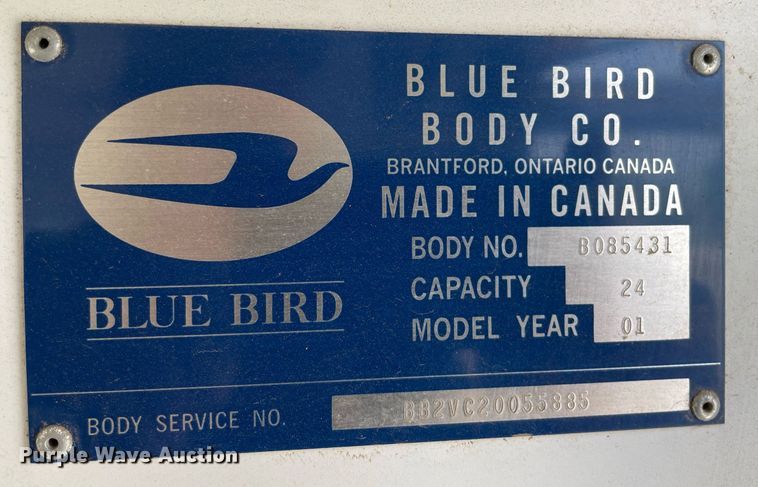 BLUE BIRD
BODY CO.
BRANTFORD, ONTARIO CANADA
MADE IN CANADA
BODY NO. B085431
CAPACITY 24
MODEL YEAR 01
BLUE BIRD
BODY SERVICE NO. BB2VC20055885
Purple Wave Auction